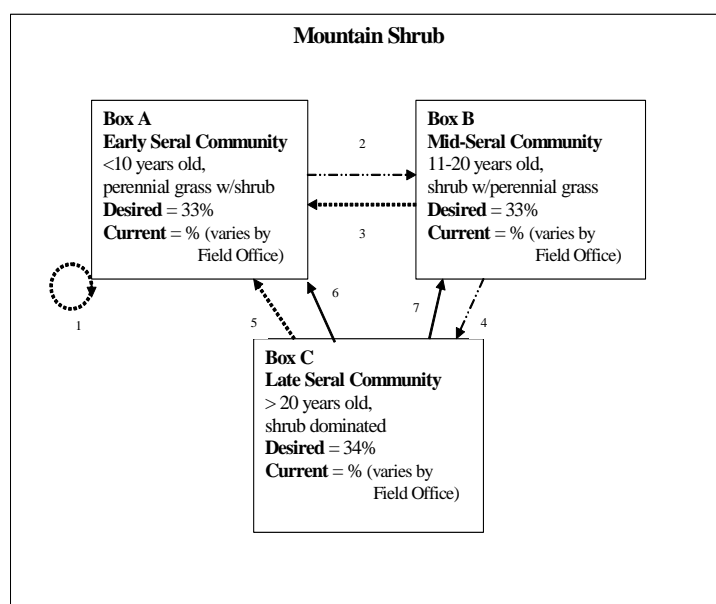 Mountain Shrub
Box A
Early Seral Community
<10 years old,
perennial grass w/shrub
Desired = 33%
Current = % (varies by
Field Office)
2
3
Box B
Mid-Seral Community
11-20 years old,
shrub w/perennial grass
Desired = 33%
Current = % (varies by
Field Office)
1
5
6
7
4
Box C
Late Seral Community
> 20 years old,
shrub dominated
Desired = 34%
Current = % (varies by
Field Office)